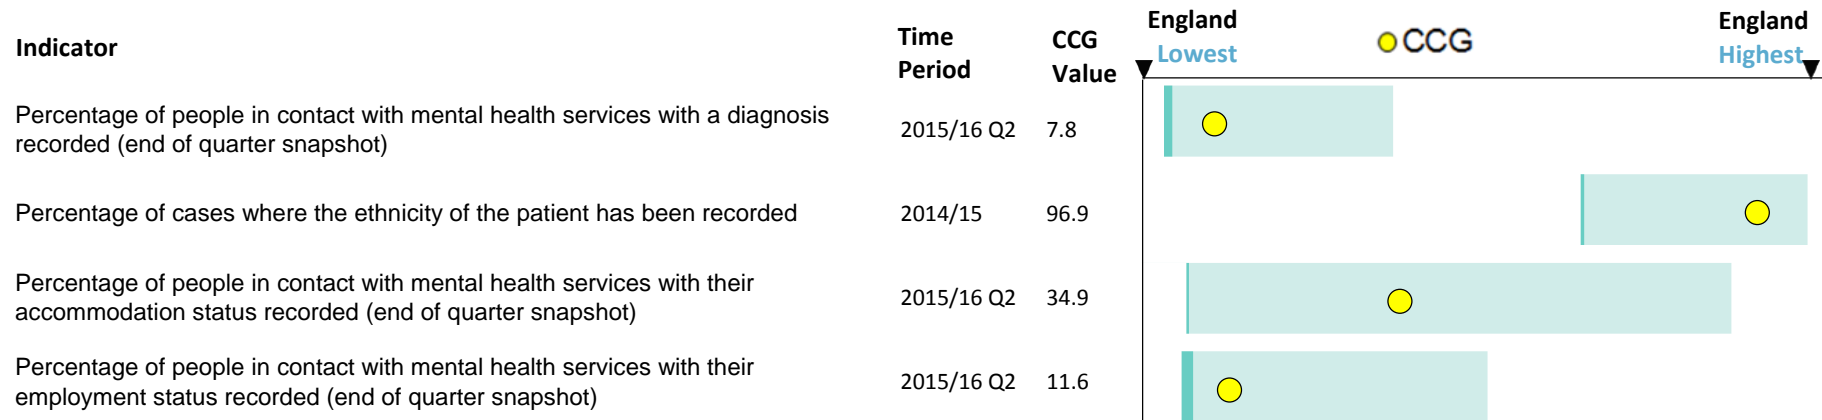 Indicator
Time
Period
CCG
Value
England
Lowest
CCG
England
Highest
Percentage of people in contact with mental health services with a diagnosis
recorded (end of quarter snapshot)
2015/16 Q2
7.8
Percentage of cases where the ethnicity of the patient has been recorded
2014/15
96.9
Percentage of people in contact with mental health services with their
accommodation status recorded (end of quarter snapshot)
2015/16 Q2
34.9
Percentage of people in contact with mental health services with their
employment status recorded (end of quarter snapshot)
2015/16 Q2
11.6